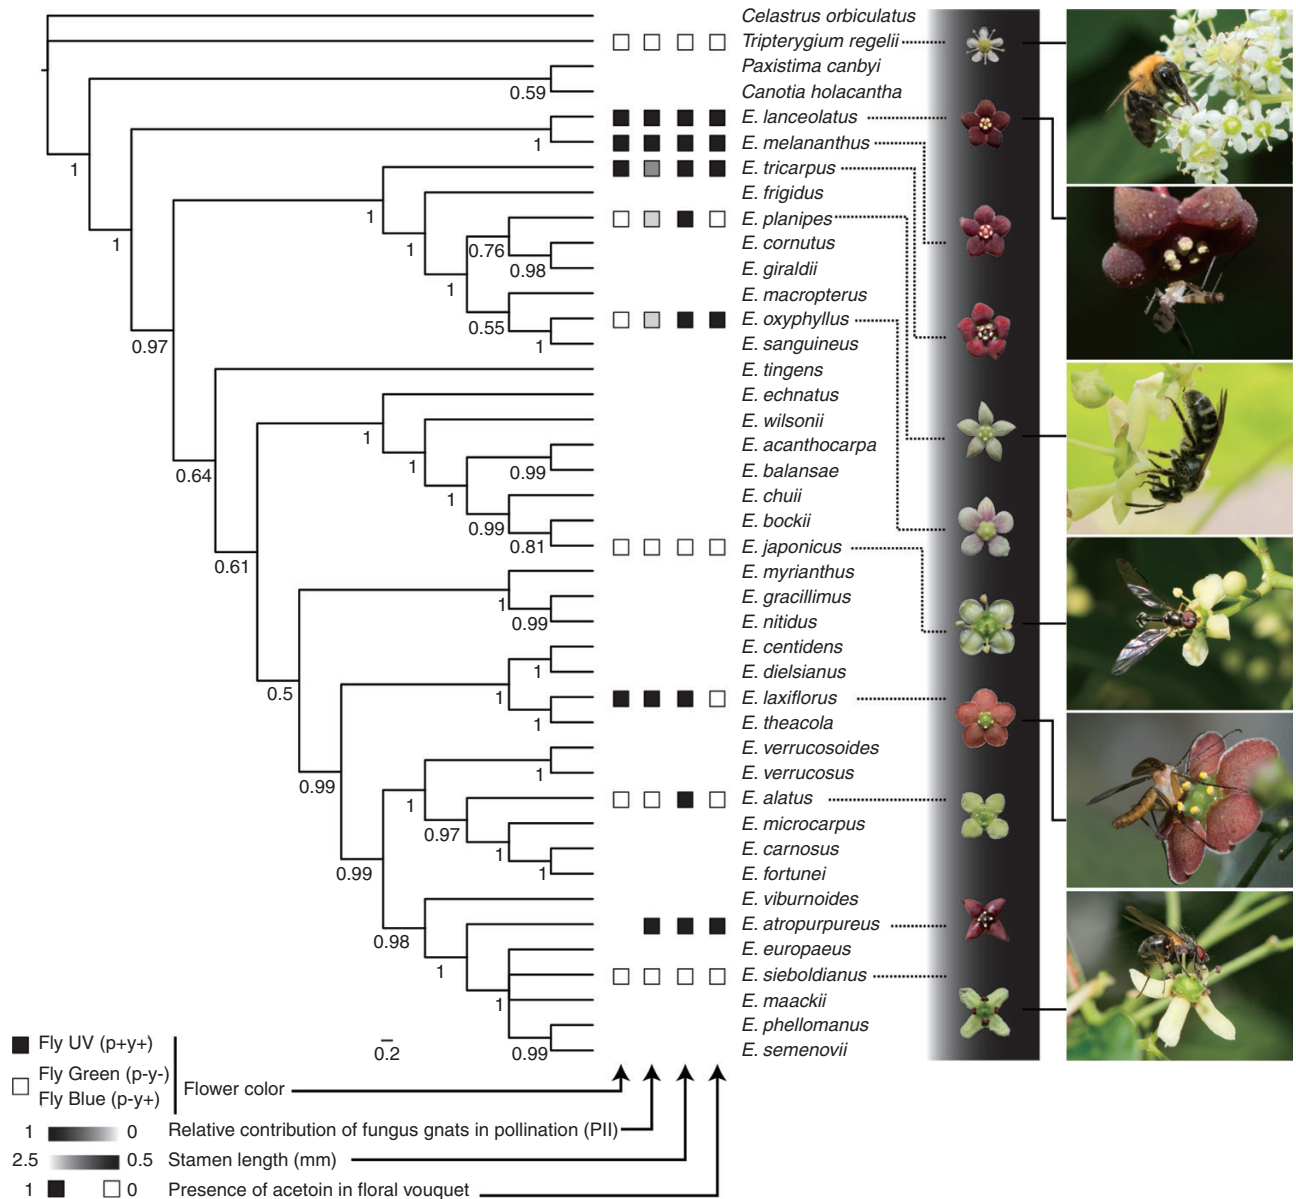 Celastrus orbiculatus
Tripterygium regelii
Paxistima canbyi
Canotia holacantha
0.59
E. lanceolatus
E. melananthus
1
1
E. tricarpus
E. frigidus
1
E. planipes
1
1
E. cornutus
0.76
E. giraldii
0.98
1
E. macropterus
E. oxyphyllus
0.55
E. sanguineus
1
0.97
E. tingens
E. echnatus
E. wilsonii
1
E. acanthocarpa
1
E. balansae
0.99
0.64
1
E. chuii
E. bockii
0.99
E. japonicus
0.81
0.61
E. myrianthus
E. gracillimus
1
E. nitidus
0.99
E. centidens
E. dielsianus
1
0.5
1
E. laxiflorus
E. theacola
1
E. verrucosoides
E. verrucosus
1
0.99
E. alatus
1
E. microcarpus
0.97
E. carnosus
1
E. fortunei
1
0.99
E. viburnoides
E. atropurpureus
0.98
E. europaeus
1
E. sieboldianus
E. maackii
1
E. phellomanus
E. semenovii
0.99
0.2
Fly UV (p+y+)
Fly Green (p-y-)
Fly Blue (p-y+)
Flower color
1 0 Relative contribution of fungus gnats in pollination (PII)
2.5 0.5 Stamen length (mm)
1 0 Presence of acetoin in floral vouquet